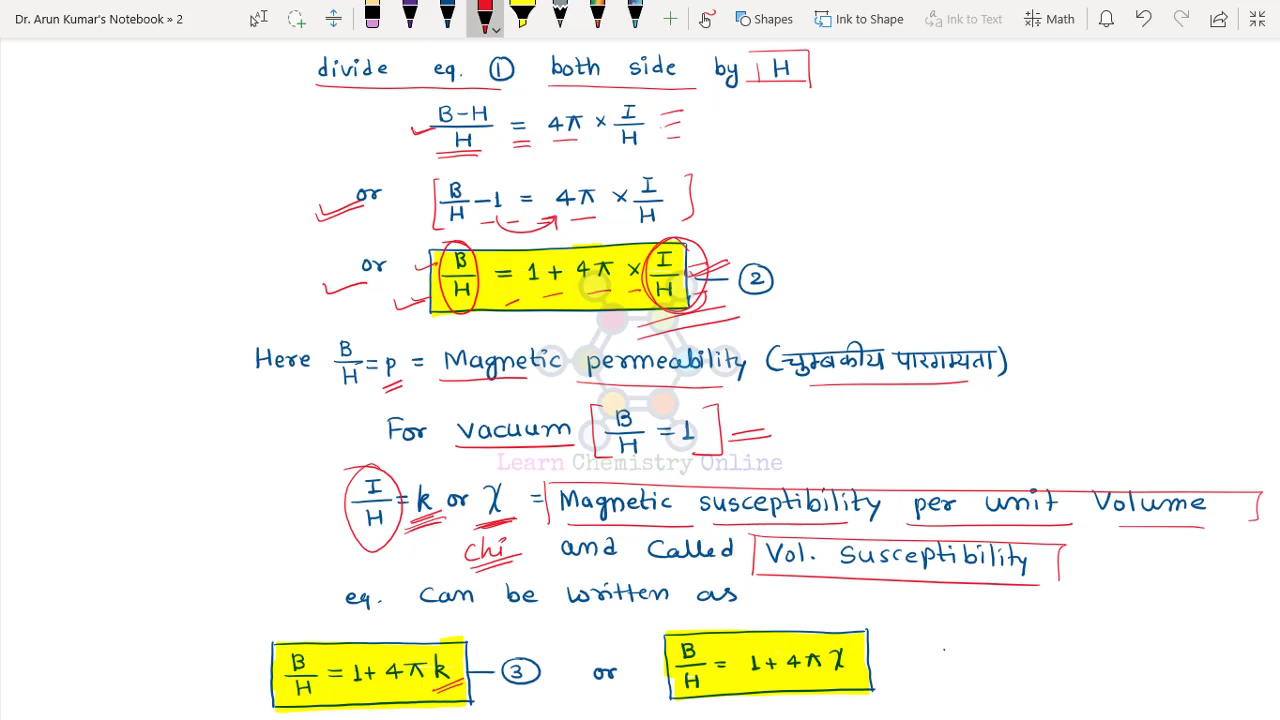 Dr. Arun Kumar's Notebook » 2
Shapes Ink to Shape Ink to Text Math
divide eq. ① both side by H
B-H/H = 4π × I/H
or B/H - 1 = 4π × I/H
or B/H = 1 + 4π × I/H — ②
Here B/H = p = Magnetic permeability (चुम्बकीय पारगम्यता)
For vacuum [B/H = 1]
Learn Chemistry Online
I/H = k or χ = Magnetic susceptibility per unit Volume
chi and called Vol. Susceptibility
eq. can be written as
B/H = 1 + 4π k — ③ or B/H = 1 + 4π χ